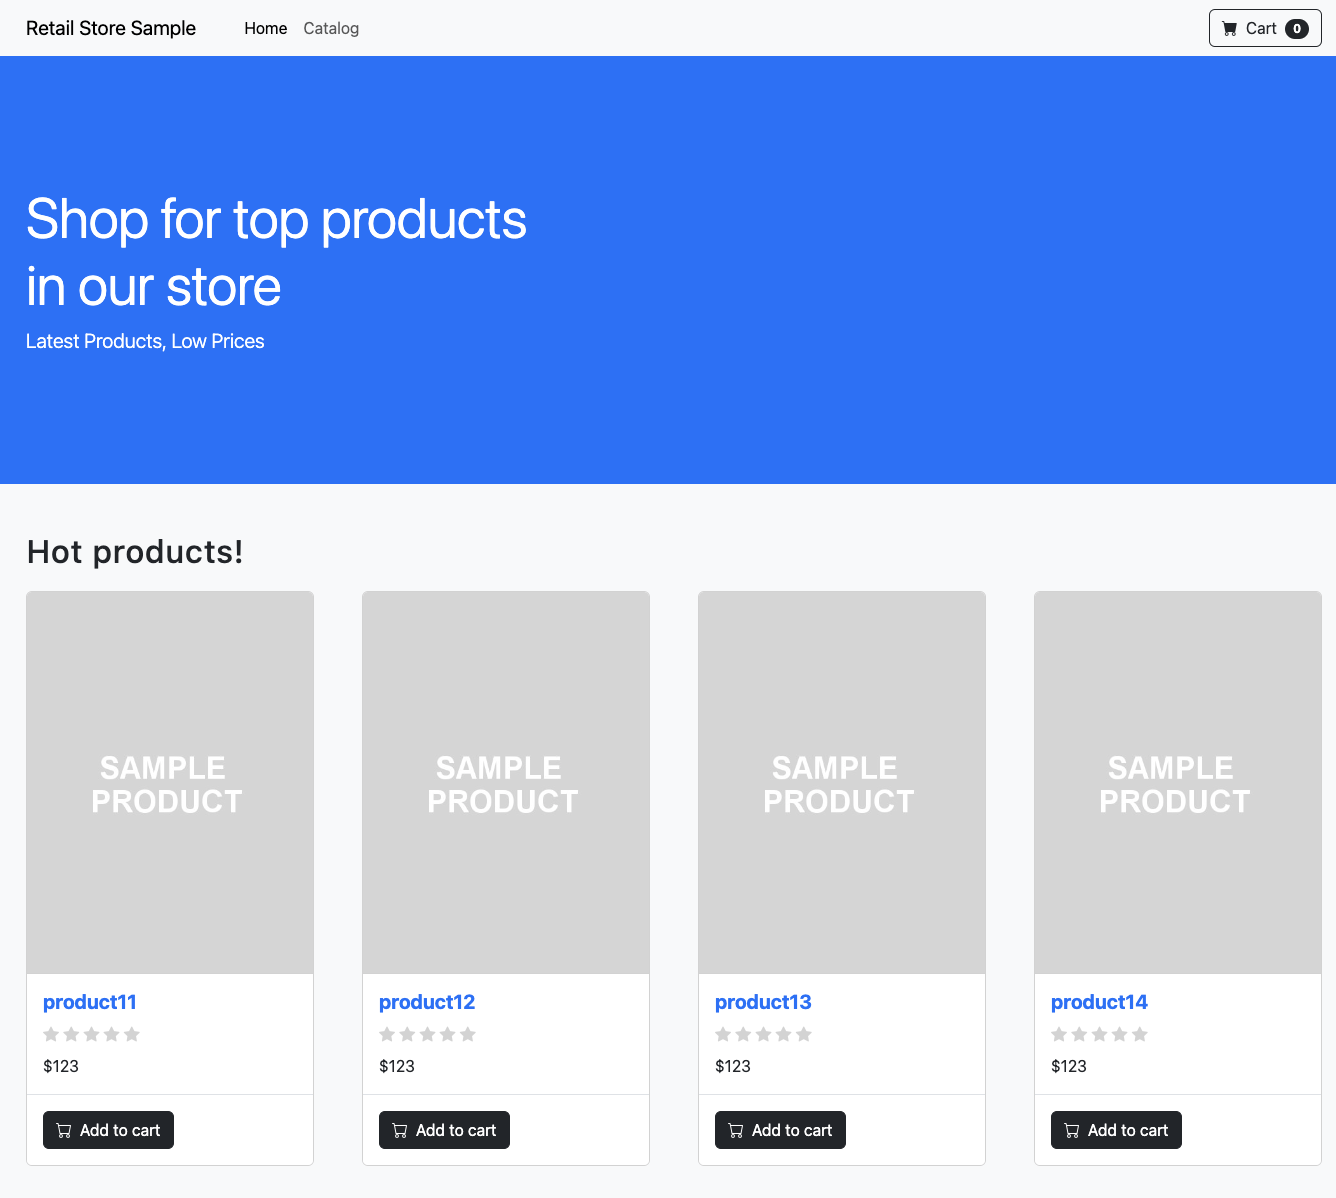 Retail Store Sample
Home
Catalog
Cart 0
Shop for top products
in our store
Latest Products, Low Prices
Hot products!
SAMPLE
PRODUCT
product11
$123
Add to cart
SAMPLE
PRODUCT
product12
$123
Add to cart
SAMPLE
PRODUCT
product13
$123
Add to cart
SAMPLE
PRODUCT
product14
$123
Add to cart